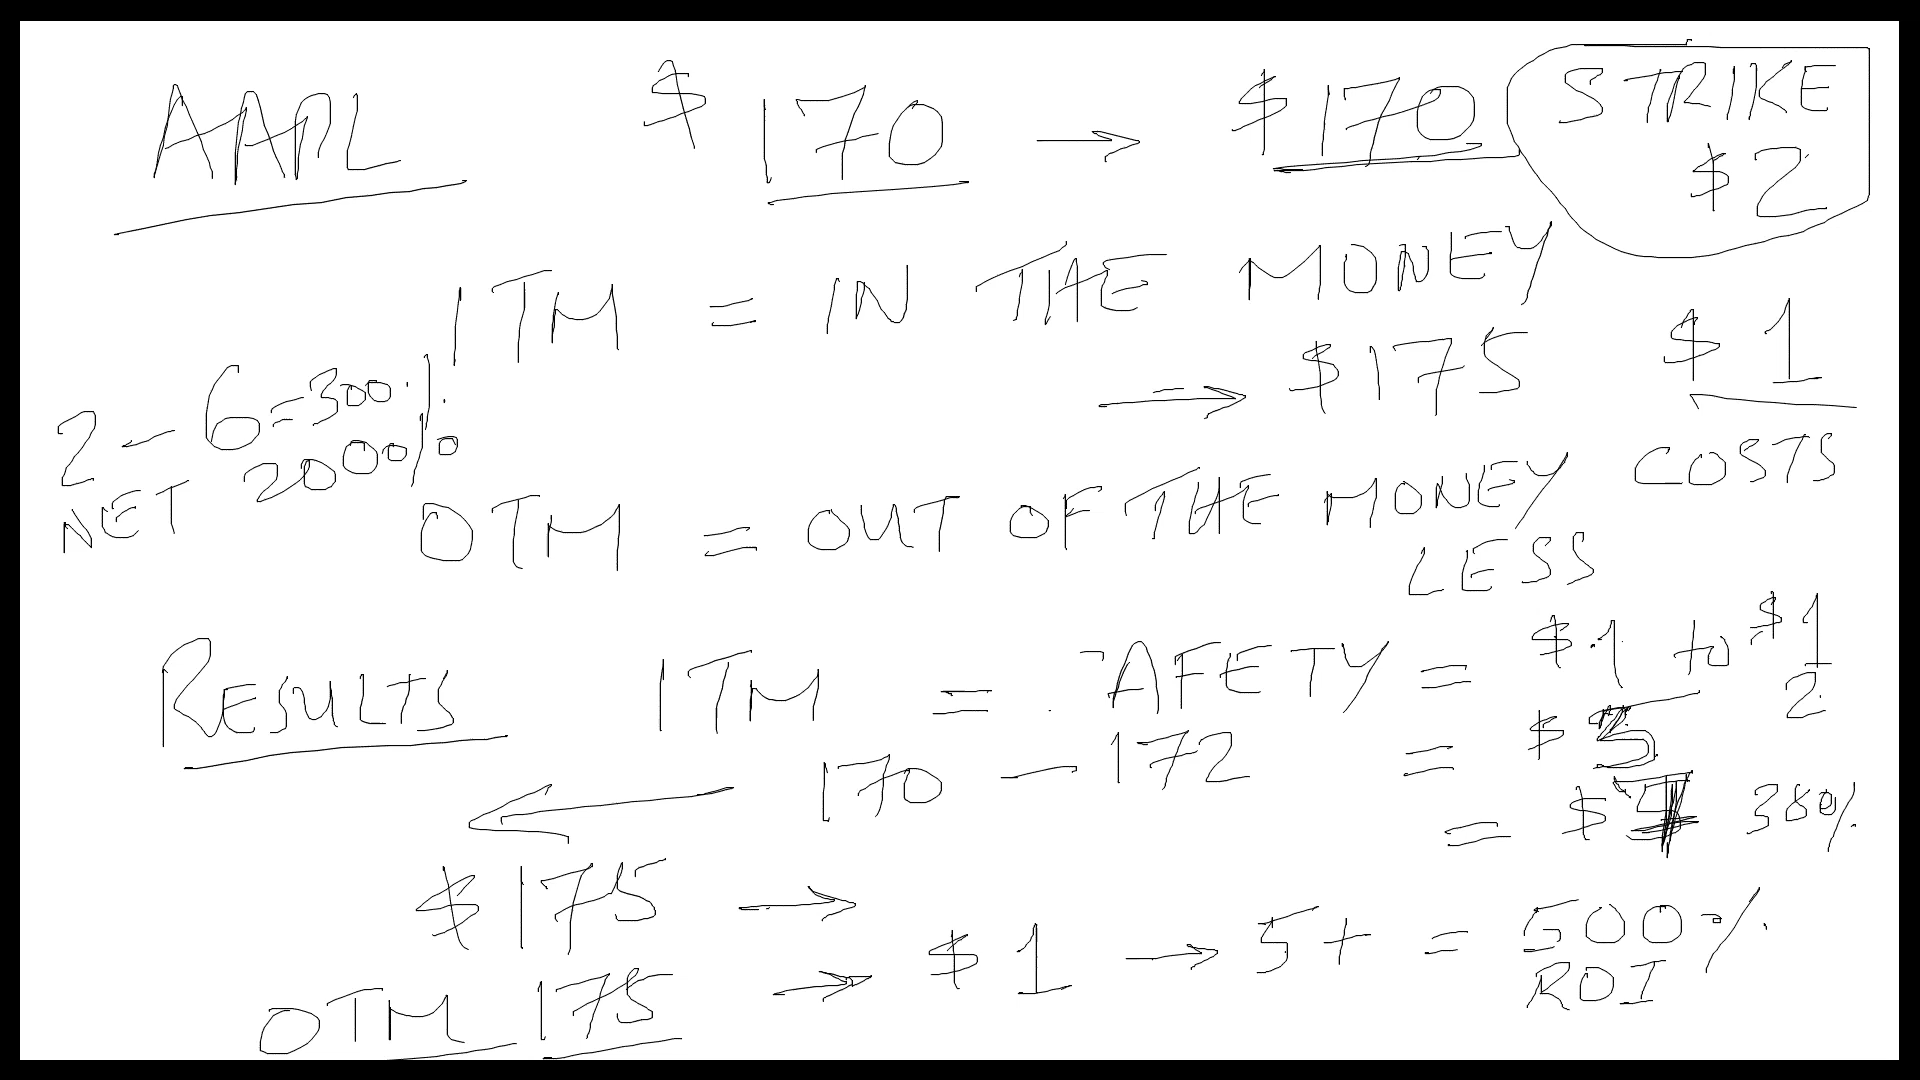 AAPL $170 → $170 STRIKE
$2
ITM = IN THE MONEY
→ $175 $1
2 - 6 = 300%
NET 200% COSTS
OTM = OUT OF THE MONEY
LESS
RESULTS ITM = SAFETY = $1 to $1
2
170 - 172 = $5
= $ 380%
$175 →
$1 → 5+ = 500%
OTM 175 → ROI